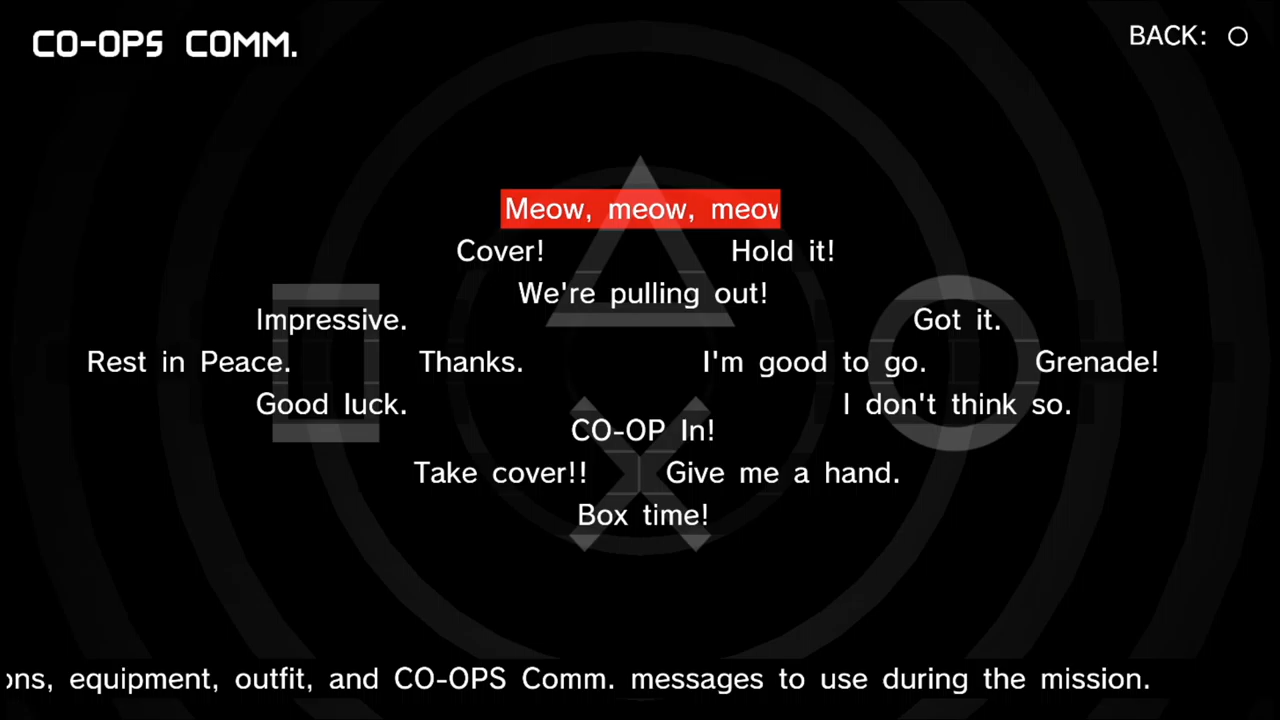 CO-OPS COMM.
BACK: ○
Meow, meow, meow
Cover! Hold it!
We're pulling out!
Impressive. Got it.
Rest in Peace. Thanks. I'm good to go. Grenade!
Good luck. I don't think so.
CO-OP In!
Take cover!! Give me a hand.
Box time!
ons, equipment, outfit, and CO-OPS Comm. messages to use during the mission.